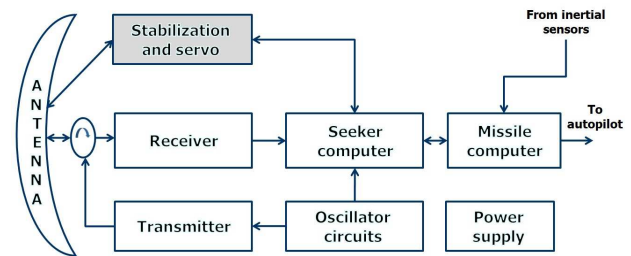 From inertial
sensors
Stabilization
and servo
A
N
T
E
N
N
A
To
autopilot
Receiver
Seeker
computer
Missile
computer
Transmitter
Oscillator
circuits
Power
supply